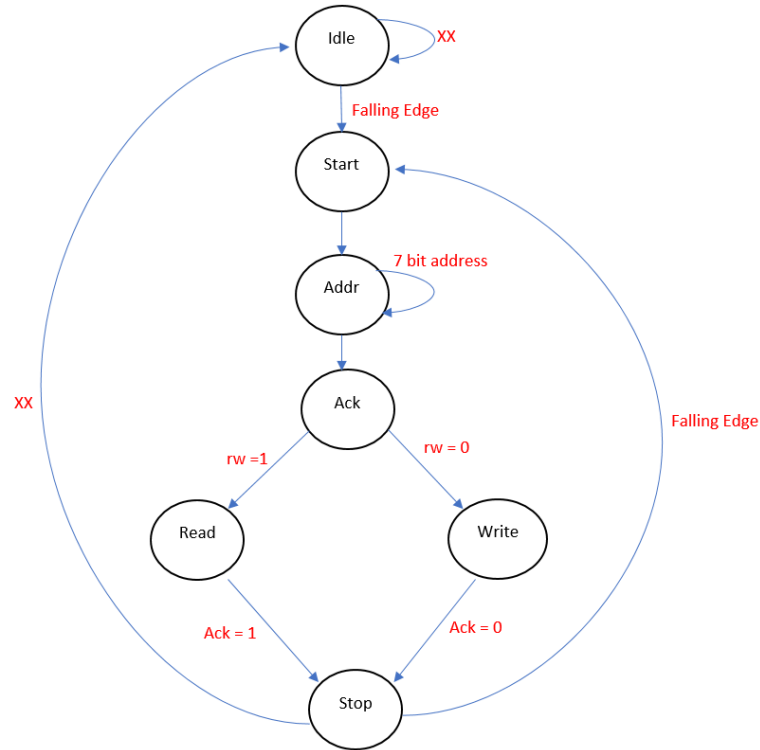 Idle
XX
Falling Edge
Start
7 bit address
Addr
Ack
XX
Falling Edge
rw =1
rw = 0
Read
Write
Ack = 1
Ack = 0
Stop